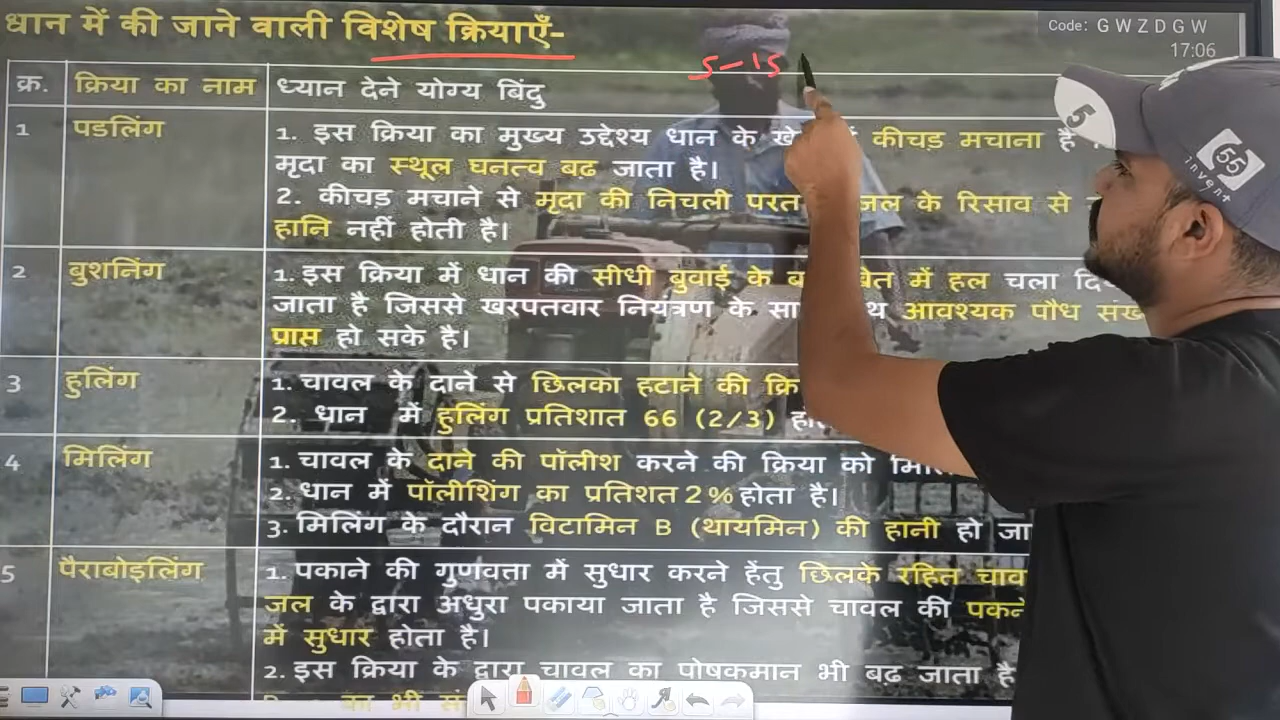 धान में की जाने वाली विशेष क्रियाएँ-
Code: G W Z D G W
17:06
5-15
क्र. क्रिया का नाम ध्यान देने योग्य बिंदु
1 पडलिंग 1. इस क्रिया का मुख्य उद्देश्य धान के कीचड़ मचाना है
मृदा का स्थूल घनत्व बढ़ जाता है।
2. कीचड़ मचाने से मृदा की निचली परत जल के रिसाव से
हानि नहीं होती है।
2 बुशनिंग 1. इस क्रिया में धान की सीधी बुवाई के में हल चला
जाता है जिससे खरपतवार नियंत्रण के आवश्यक पौध
प्राप्त हो सके है।
3 हुलिंग 1. चावल के दाने से छिलका हटाने की
2. धान में हुलिंग प्रतिशात 66 (2/3)
4 मिलिंग 1. चावल के दाने की पॉलीश करने की क्रिया को
2. धान में पॉलीशिंग का प्रतिशत 2% होता है।
3. मिलिंग के दौरान विटामिन B (थायमिन) की हानी हो
5 पैराबोइलिंग 1. पकाने की गुणवत्ता में सुधार करने हेंतु छिलके रहित
जल के द्वारा अधुरा पकाया जाता है जिससे चावल की
में सुधार होता है।
2. इस क्रिया के द्वारा चावल का पोषकमान भी बढ़ जाता है
का भी
5
55
invent